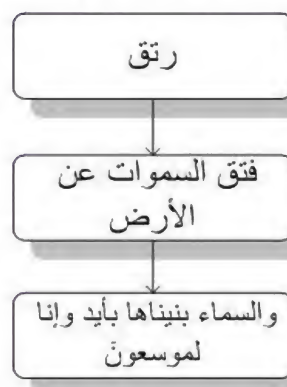 رتق
فتق السموات عن
الأرض
والسماء بنيناها بأيد وإنا
لموسعونَ